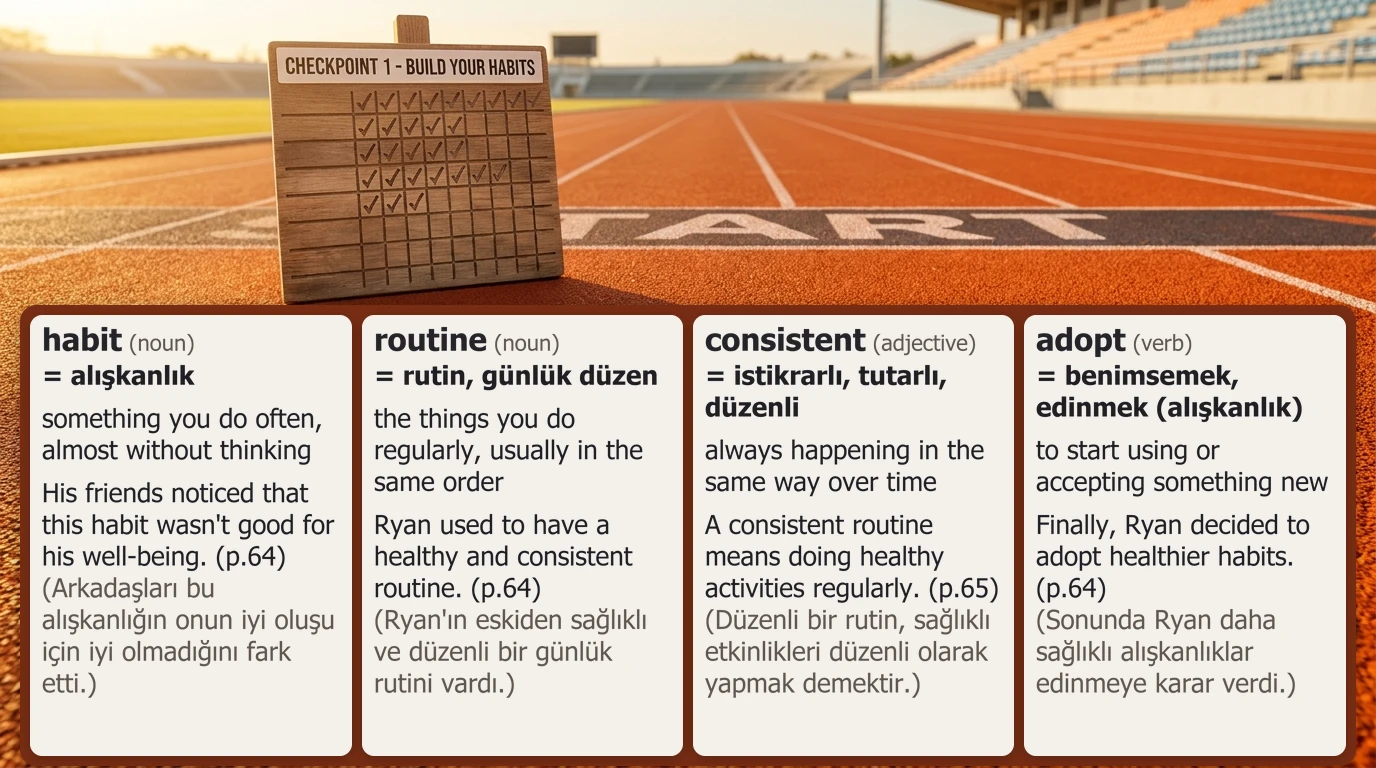 CHECKPOINT 1 - BUILD YOUR HABITS
START
habit (noun)
= alışkanlık
something you do often,
almost without thinking
His friends noticed that
this habit wasn't good for
his well-being. (p.64)
(Arkadaşları bu
alışkanlığın onun iyi oluşu
için iyi olmadığını fark
etti.)
routine (noun)
= rutin, günlük düzen
the things you do
regularly, usually in the
same order
Ryan used to have a
healthy and consistent
routine. (p.64)
(Ryan'ın eskiden sağlıklı
ve düzenli bir günlük
rutini vardı.)
consistent (adjective)
= istikrarlı, tutarlı,
düzenli
always happening in the
same way over time
A consistent routine
means doing healthy
activities regularly. (p.65)
(Düzenli bir rutin, sağlıklı
etkinlikleri düzenli olarak
yapmak demektir.)
adopt (verb)
= benimsemek,
edinmek (alışkanlık)
to start using or
accepting something new
Finally, Ryan decided to
adopt healthier habits.
(p.64)
(Sonunda Ryan daha
sağlıklı alışkanlıklar
edinmeye karar verdi.)